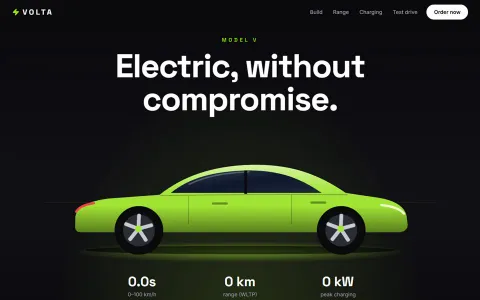 VOLTA
Build Range Charging Test drive Order now
MODEL V
Electric, without
compromise.
0.0s 0 km 0 kW
0–100 km/h range (WLTP) peak charging